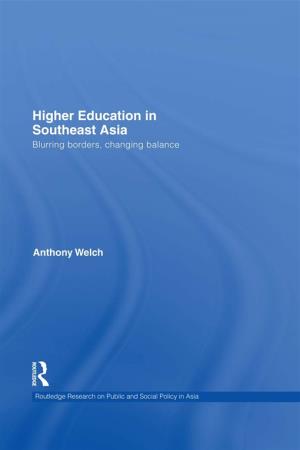 Higher Education in
Southeast Asia
Blurring borders, changing balance
Anthony Welch
ROUTLEDGE
Routledge Research on Public and Social Policy in Asia